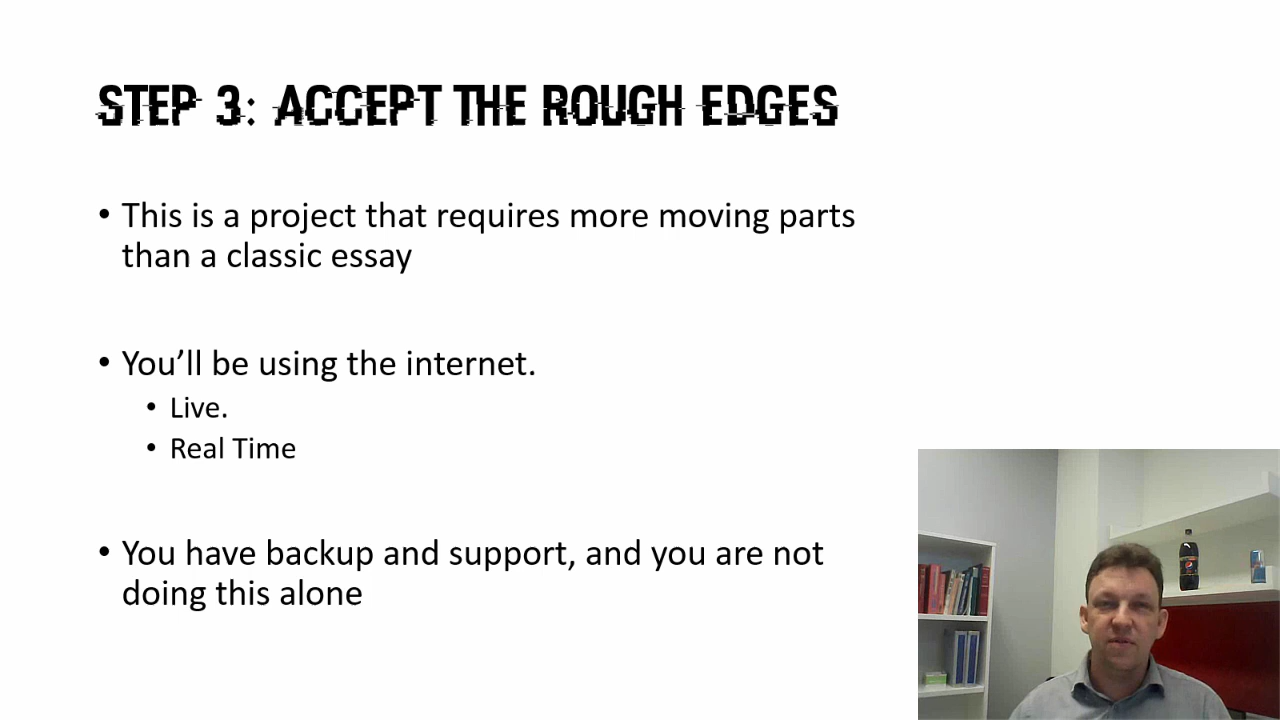 STEP 3: ACCEPT THE ROUGH EDGES
• This is a project that requires more moving parts
than a classic essay
• You’ll be using the internet.
• Live.
• Real Time
• You have backup and support, and you are not
doing this alone